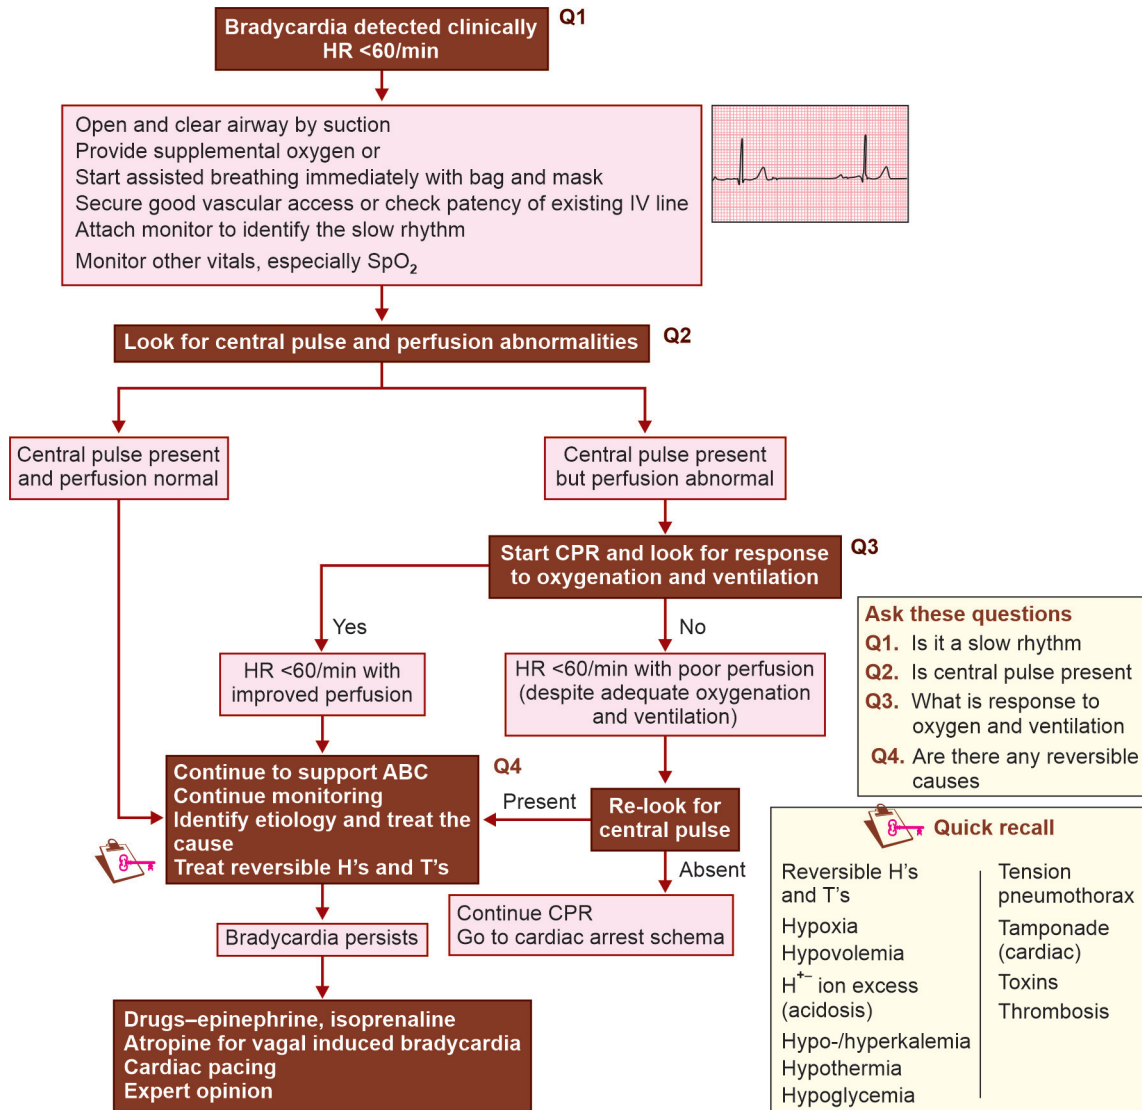 Bradycardia detected clinically
HR <60/min
Q1
Open and clear airway by suction
Provide supplemental oxygen or
Start assisted breathing immediately with bag and mask
Secure good vascular access or check patency of existing IV line
Attach monitor to identify the slow rhythm
Monitor other vitals, especially SpO₂
Look for central pulse and perfusion abnormalities
Q2
Central pulse present
and perfusion normal
Central pulse present
but perfusion abnormal
Start CPR and look for response
to oxygenation and ventilation
Q3
Yes
No
HR <60/min with
improved perfusion
HR <60/min with poor perfusion
(despite adequate oxygenation
and ventilation)
Continue to support ABC
Continue monitoring
Identify etiology and treat the
cause
Treat reversible H's and T's
Q4
Present
Re-look for
central pulse
Absent
Continue CPR
Go to cardiac arrest schema
Bradycardia persists
Drugs–epinephrine, isoprenaline
Atropine for vagal induced bradycardia
Cardiac pacing
Expert opinion
Ask these questions
Q1. Is it a slow rhythm
Q2. Is central pulse present
Q3. What is response to
oxygen and ventilation
Q4. Are there any reversible
causes
Quick recall
Reversible H's
and T's
Hypoxia
Hypovolemia
H⁺⁻ ion excess
(acidosis)
Hypo-/hyperkalemia
Hypothermia
Hypoglycemia
Tension
pneumothorax
Tamponade
(cardiac)
Toxins
Thrombosis